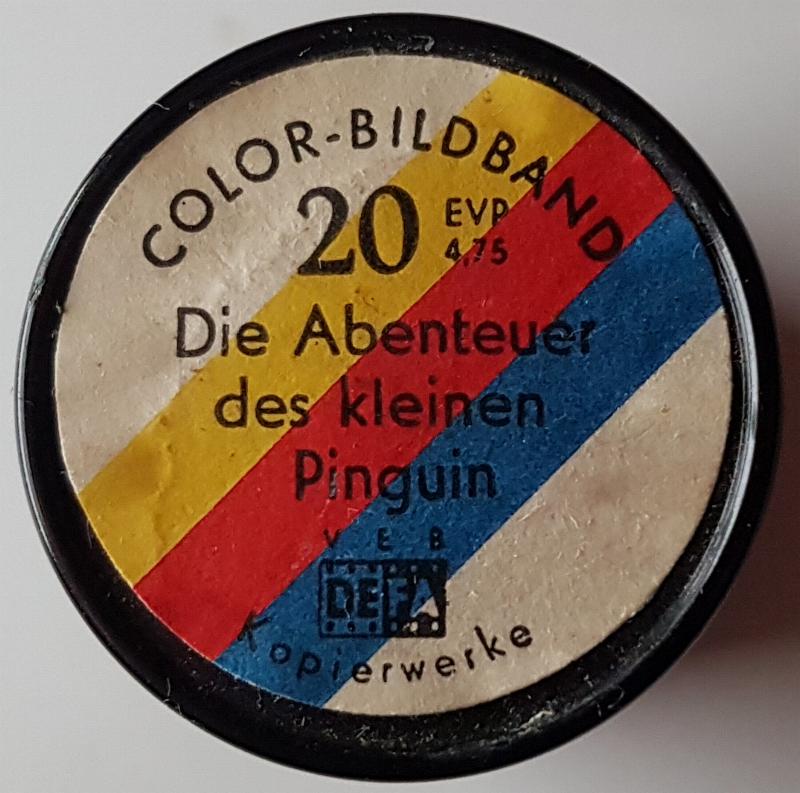 COLOR-BILDBAND
20 EVP
4,75
Die Abenteuer
des kleinen
Pinguin
VEB
DEFA
Kopierwerke